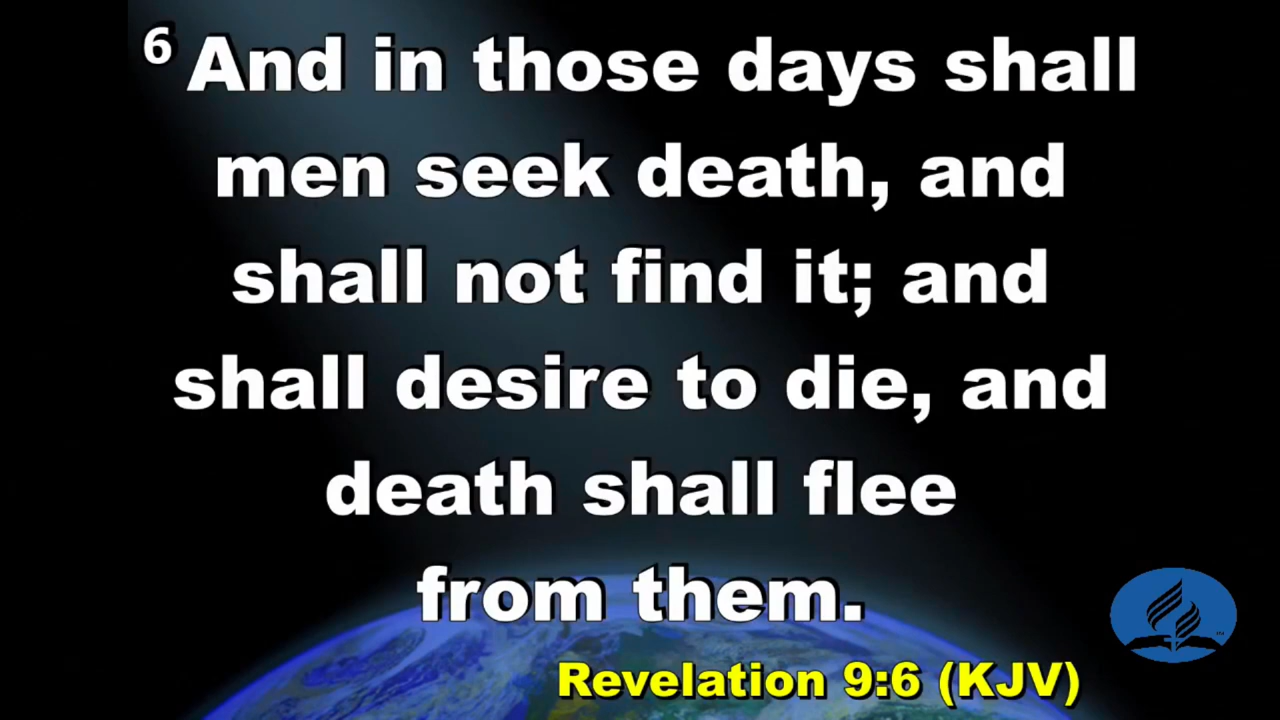 6 And in those days shall
men seek death, and
shall not find it; and
shall desire to die, and
death shall flee
from them.
Revelation 9:6 (KJV)